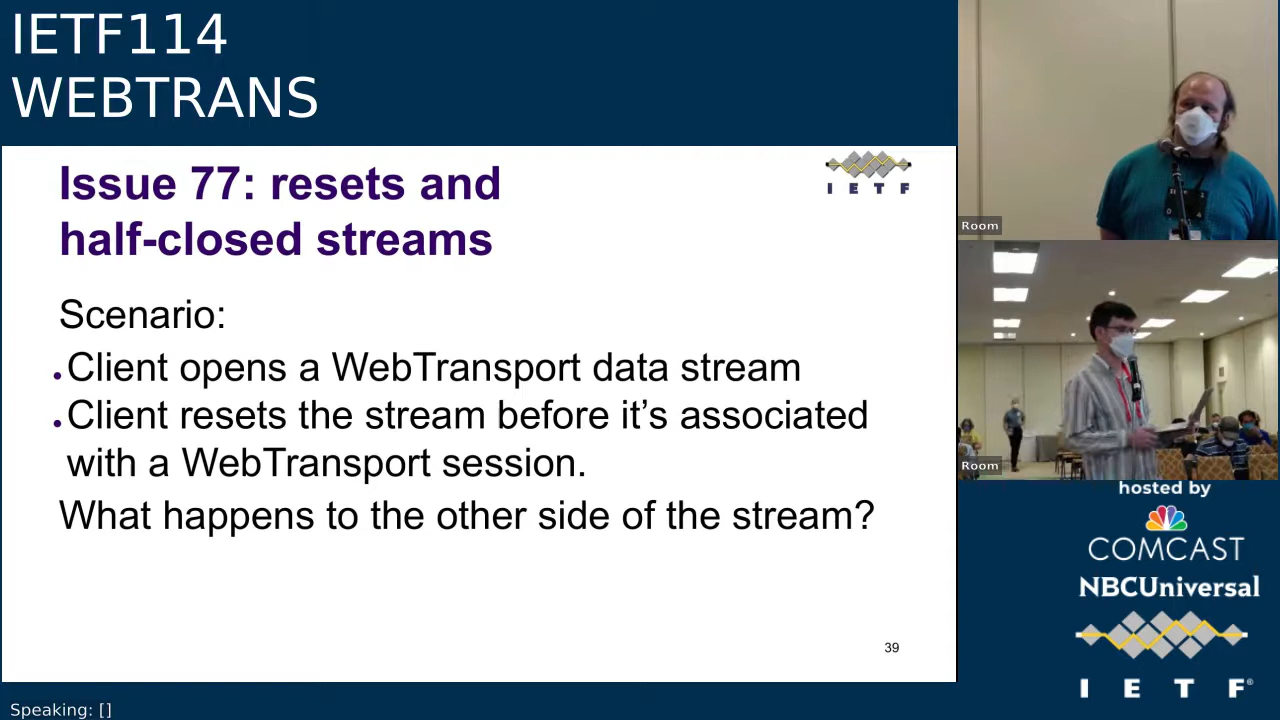 IETF114
WEBTRANS
Issue 77: resets and
half-closed streams
I E T F
Scenario:
Client opens a WebTransport data stream
Client resets the stream before it’s associated
with a WebTransport session.
What happens to the other side of the stream?
39
Room
Room
hosted by
COMCAST
NBCUniversal
I E T F®
Speaking: []